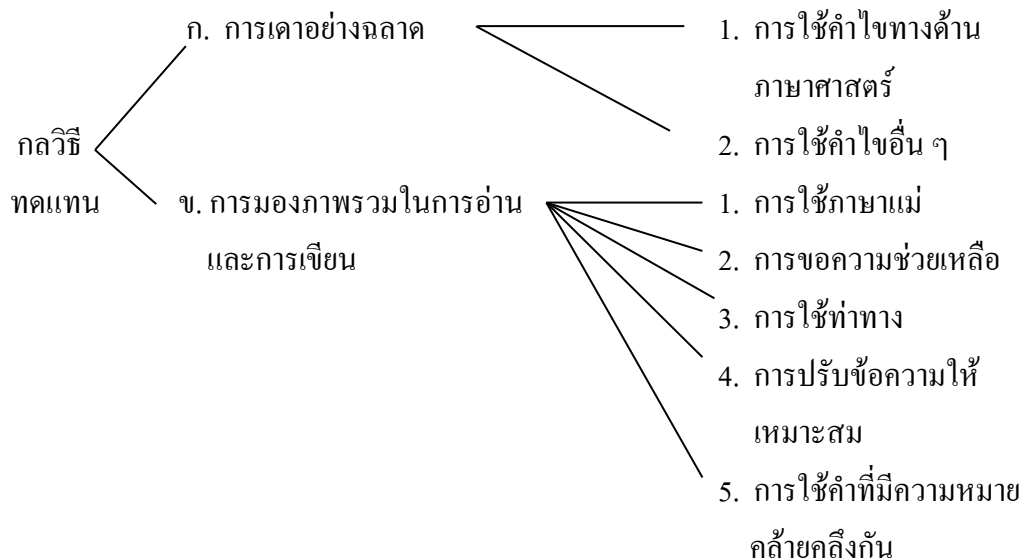 ก. การเดาอย่างฉลาด
1. การใช้คำไขทางด้าน
ภาษาศาสตร์
กลวิธี
2. การใช้คำไขอื่น ๆ
ทดแทน
ข. การมองภาพรวมในการอ่าน
1. การใช้ภาษาแม่
และการเขียน
2. การขอความช่วยเหลือ
3. การใช้ท่าทาง
4. การปรับข้อความให้
เหมาะสม
5. การใช้คำที่มีความหมาย
คล้ายคลึงกัน